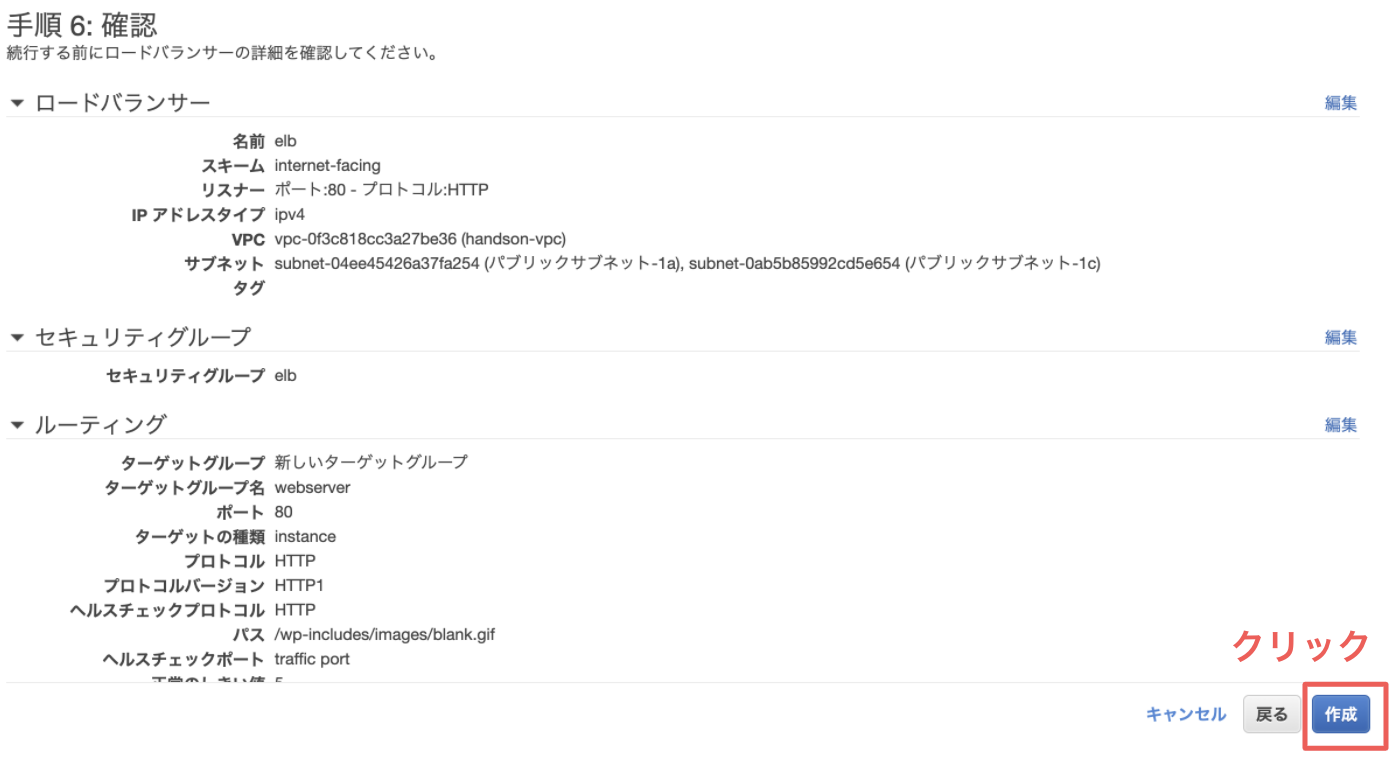 手順 6: 確認
続行する前にロードバランサーの詳細を確認してください。
ロードバランサー 編集
名前 elb
スキーム internet-facing
リスナー ポート:80 - プロトコル:HTTP
IP アドレスタイプ ipv4
VPC vpc-0f3c818cc3a27be36 (handson-vpc)
サブネット subnet-04ee45426a37fa254 (パブリックサブネット-1a), subnet-0ab5b85992cd5e654 (パブリックサブネット-1c)
タグ
セキュリティグループ 編集
セキュリティグループ elb
ルーティング 編集
ターゲットグループ 新しいターゲットグループ
ターゲットグループ名 webserver
ポート 80
ターゲットの種類 instance
プロトコル HTTP
プロトコルバージョン HTTP1
ヘルスチェックプロトコル HTTP
パス /wp-includes/images/blank.gif
ヘルスチェックポート traffic port
正常のしきい値 5
クリック
キャンセル 戻る 作成